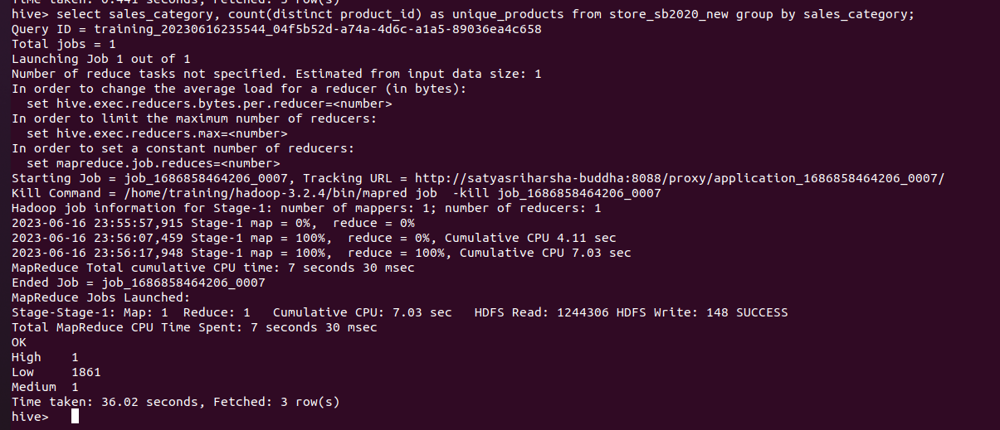 Time taken: 0.441 seconds, Fetched: 3 row(s)
hive> select sales_category, count(distinct product_id) as unique_products from store_sb2020_new group by sales_category;
Query ID = training_20230616235544_04f5b52d-a74a-4d6c-a1a5-89036ea4c658
Total jobs = 1
Launching Job 1 out of 1
Number of reduce tasks not specified. Estimated from input data size: 1
In order to change the average load for a reducer (in bytes):
  set hive.exec.reducers.bytes.per.reducer=<number>
In order to limit the maximum number of reducers:
  set hive.exec.reducers.max=<number>
In order to set a constant number of reducers:
  set mapreduce.job.reduces=<number>
Starting Job = job_1686858464206_0007, Tracking URL = http://satyasriharsha-buddha:8088/proxy/application_1686858464206_0007/
Kill Command = /home/training/hadoop-3.2.4/bin/mapred job  -kill job_1686858464206_0007
Hadoop job information for Stage-1: number of mappers: 1; number of reducers: 1
2023-06-16 23:55:57,915 Stage-1 map = 0%,  reduce = 0%
2023-06-16 23:56:07,459 Stage-1 map = 100%,  reduce = 0%, Cumulative CPU 4.11 sec
2023-06-16 23:56:17,948 Stage-1 map = 100%,  reduce = 100%, Cumulative CPU 7.03 sec
MapReduce Total cumulative CPU time: 7 seconds 30 msec
Ended Job = job_1686858464206_0007
MapReduce Jobs Launched:
Stage-Stage-1: Map: 1  Reduce: 1   Cumulative CPU: 7.03 sec   HDFS Read: 1244306 HDFS Write: 148 SUCCESS
Total MapReduce CPU Time Spent: 7 seconds 30 msec
OK
High    1
Low     1861
Medium  1
Time taken: 36.02 seconds, Fetched: 3 row(s)
hive>